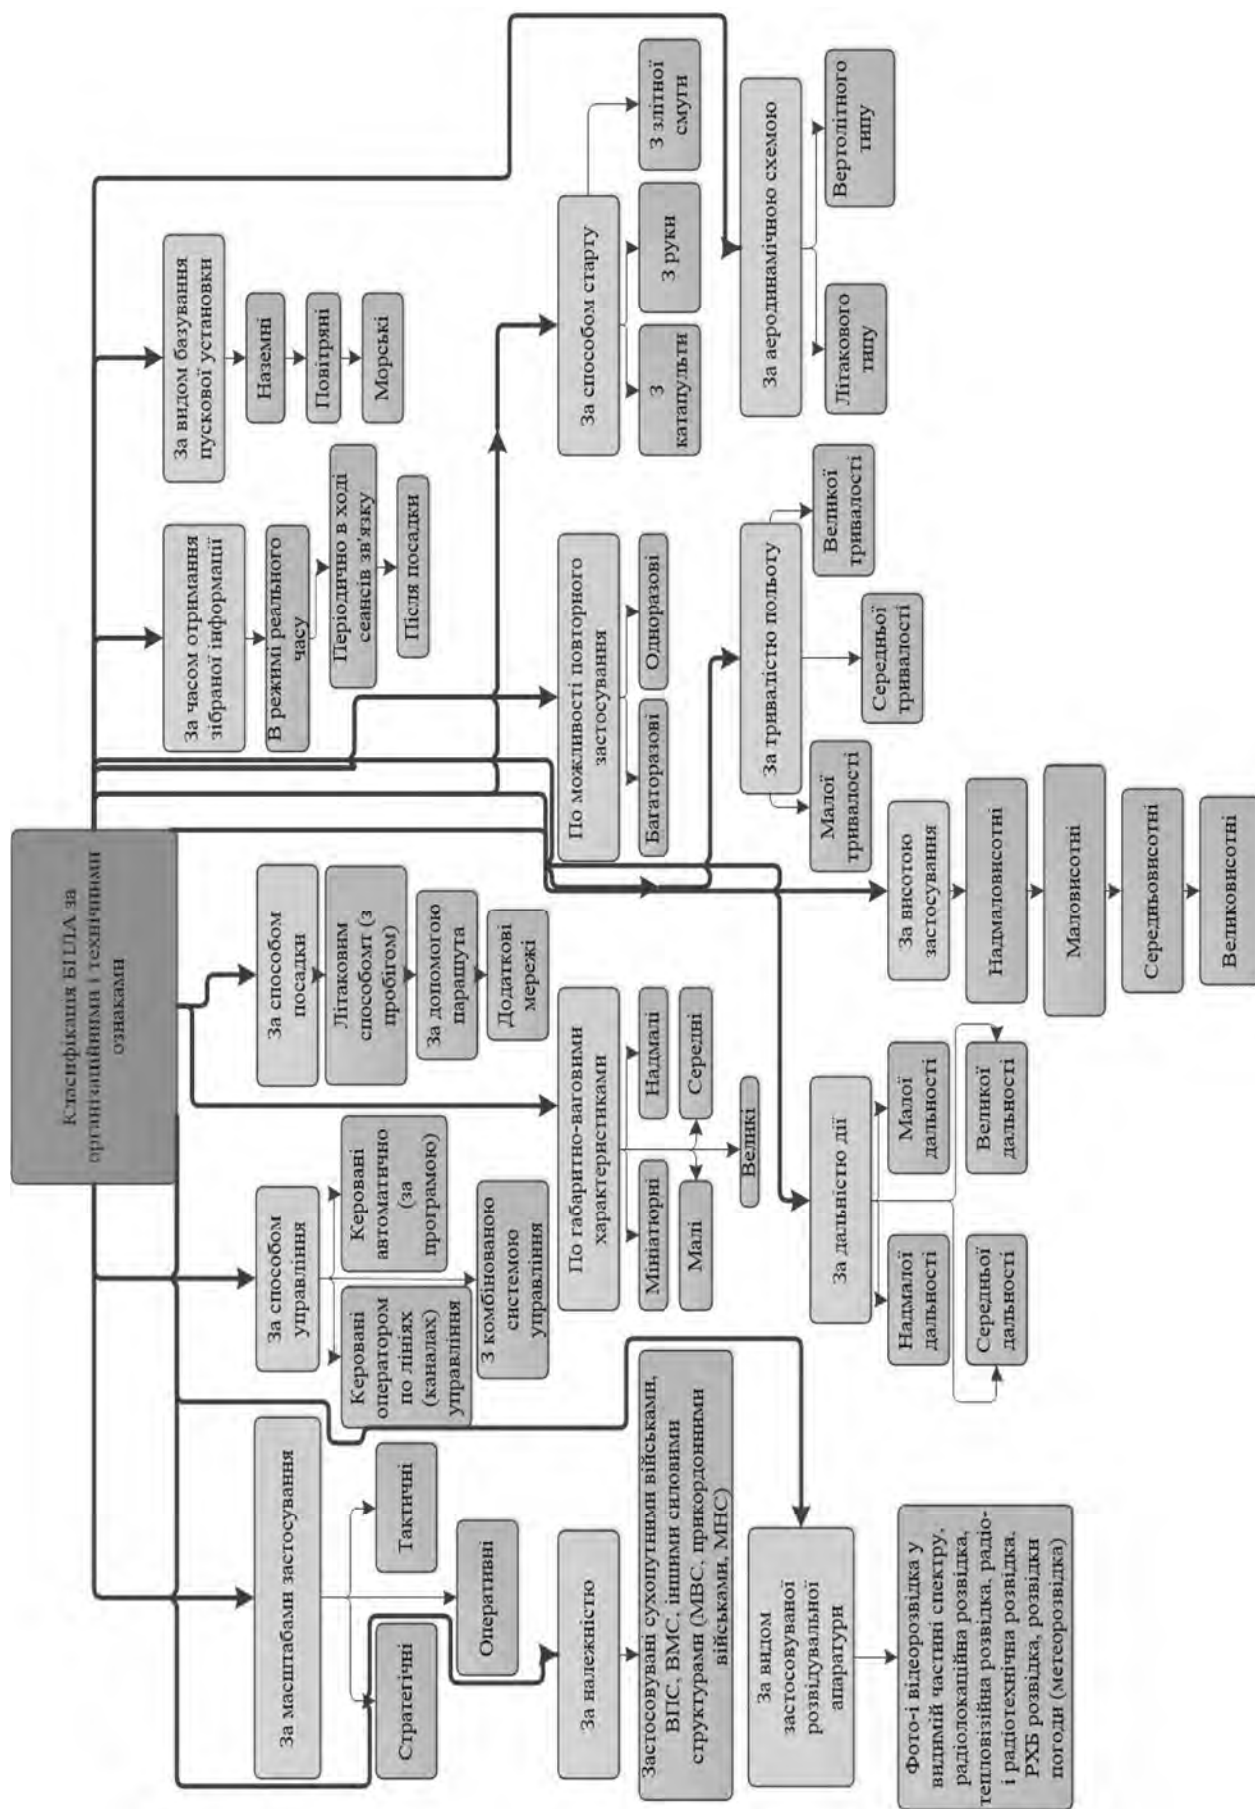 Класифікація БПЛА за
організаційними і технічними
ознаками
За масштабами застосування
Стратегічні
Тактичні
Оперативні
За належністю
Застосовувані сухопутними військами,
ВПС, ВМС, іншими силовими
структурами (МВС, прикордонними
військами, МНС)
За видом
застосовуваної
розвідувальної
апаратури
Фото-і відеорозвідка у
видимій частині спектру,
радіолокаційна розвідка,
тепловізійна розвідка, радіо-
і радіотехнічна розвідка,
РХБ розвідка, розвідки
погоди (метеорозвідка)
За способом
управління
Керовані
оператором
по лініях
(каналах)
управління
Керовані
автоматично
(за
програмою)
З комбінованою
системою
управління
За способом
посадки
Літаковим
способомт (з
пробігом)
За допомогою
парашута
Додаткові
мережі
По габаритно-ваговими
характеристиками
Мініатюрні
Надмалі
Малі
Середні
Великі
За дальністю дії
Надмалої
дальності
Малої
дальності
Середньої
дальності
Великої
дальності
За часом отримання
зібраної інформації
В режимі реального
часу
Періодично в ході
сеансів зв'язку
Після посадки
За видом базування
пускової установки
Наземні
Повітряні
Морські
По можливості повторного
застосування
Багаторазові
Одноразові
За способом старту
З
катапульти
З руки
З злітної
смуги
За тривалістю польоту
Малої
тривалості
Середньої
тривалості
Великої
тривалості
За аеродинамічною схемою
Літакового
типу
Вертолітного
типу
За висотою
застосування
Надмаловисотні
Маловисотні
Середньовисотні
Великовисотні